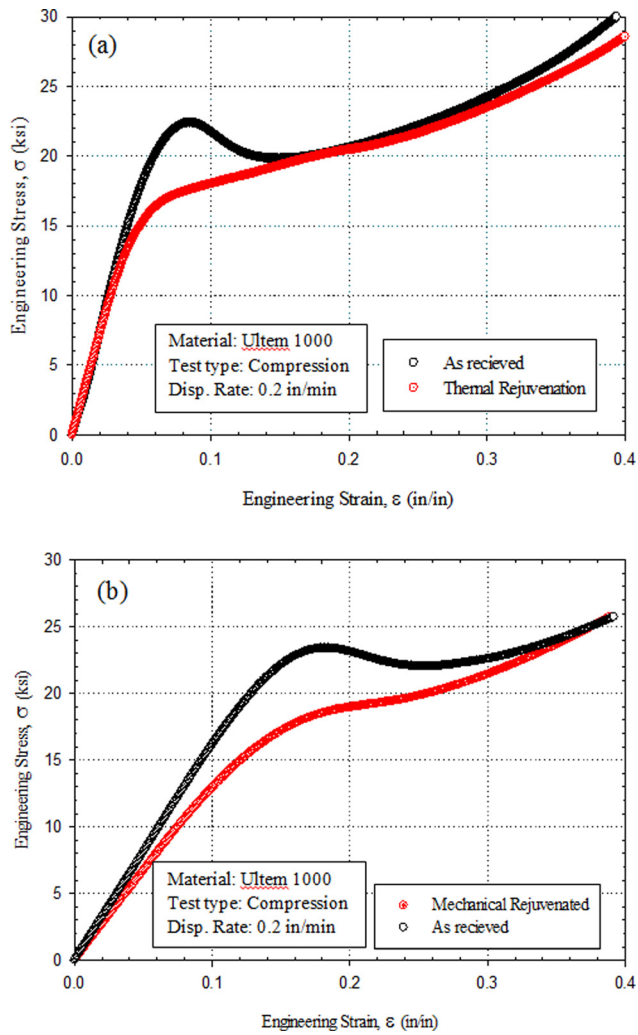 30
(a)
25
20
15
10
5
0
Engineering Stress, σ (ksi)
Material: Ultem 1000
Test type: Compression
Disp. Rate: 0.2 in/min
As recieved
Thermal Rejuvenation
0.0 0.1 0.2 0.3 0.4
Engineering Strain, ε (in/in)
30
(b)
25
20
15
10
5
0
Engineering Stress, σ (ksi)
Material: Ultem 1000
Test type: Compression
Disp. Rate: 0.2 in/min
Mechanical Rejuvenated
As recieved
0.0 0.1 0.2 0.3 0.4
Engineering Strain, ε (in/in)